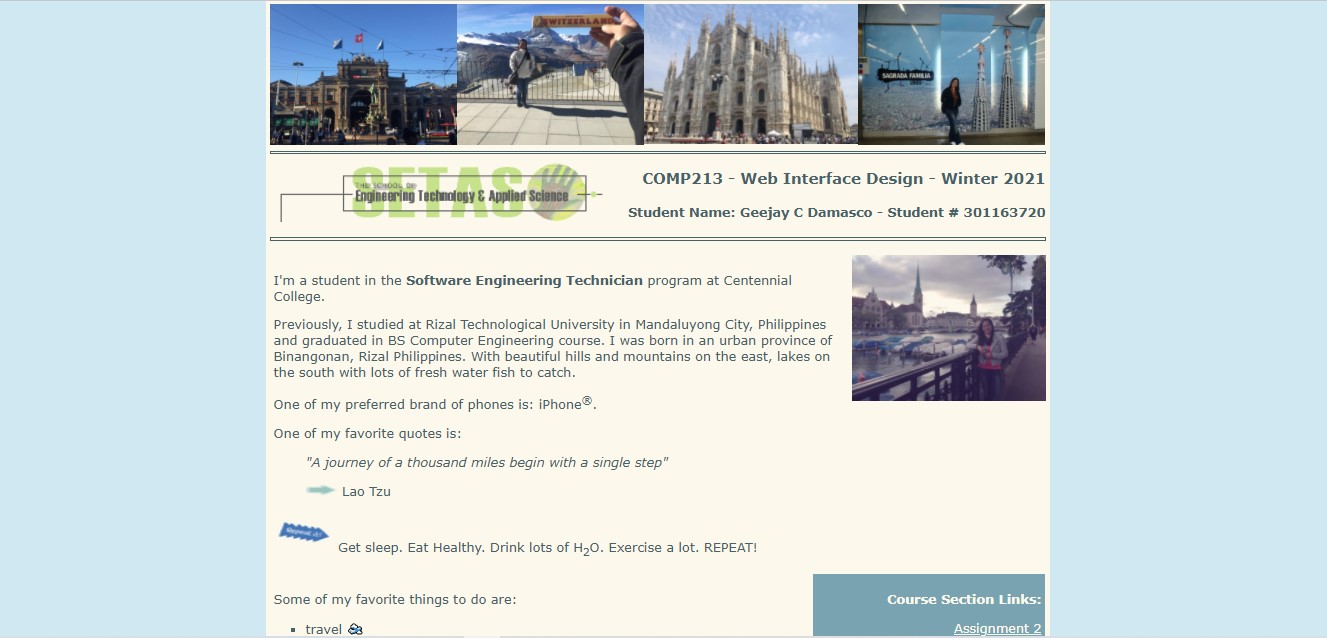 SWITZERLAND
SAGRADA FAMILIA
SETAS
THE SCHOOL OF
Engineering Technology & Applied Science
COMP213 - Web Interface Design - Winter 2021
Student Name: Geejay C Damasco - Student # 301163720
I'm a student in the Software Engineering Technician program at Centennial
College.
Previously, I studied at Rizal Technological University in Mandaluyong City, Philippines
and graduated in BS Computer Engineering course. I was born in an urban province of
Binangonan, Rizal Philippines. With beautiful hills and mountains on the east, lakes on
the south with lots of fresh water fish to catch.
One of my preferred brand of phones is: iPhone®.
One of my favorite quotes is:
"A journey of a thousand miles begin with a single step"
Lao Tzu
Get sleep. Eat Healthy. Drink lots of H₂O. Exercise a lot. REPEAT!
Course Section Links:
Some of my favorite things to do are:
Assignment 2
▪ travel